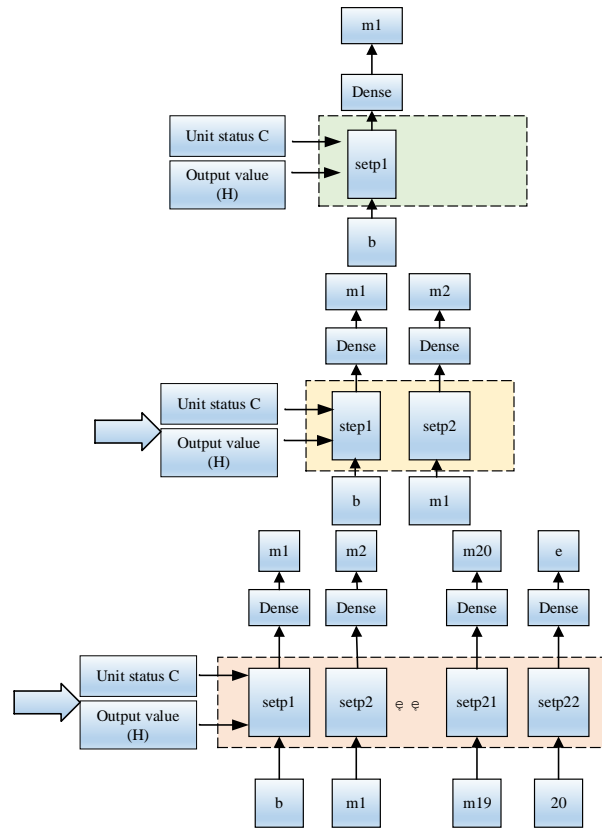 m1
Dense
Unit status C
Output value
(H)
setp1
b
m1
m2
Dense
Dense
Unit status C
Output value
(H)
step1
setp2
b
m1
m1
m2
m20
e
Dense
Dense
Dense
Dense
Unit status C
Output value
(H)
setp1
setp2
setp21
setp22
b
m1
m19
20